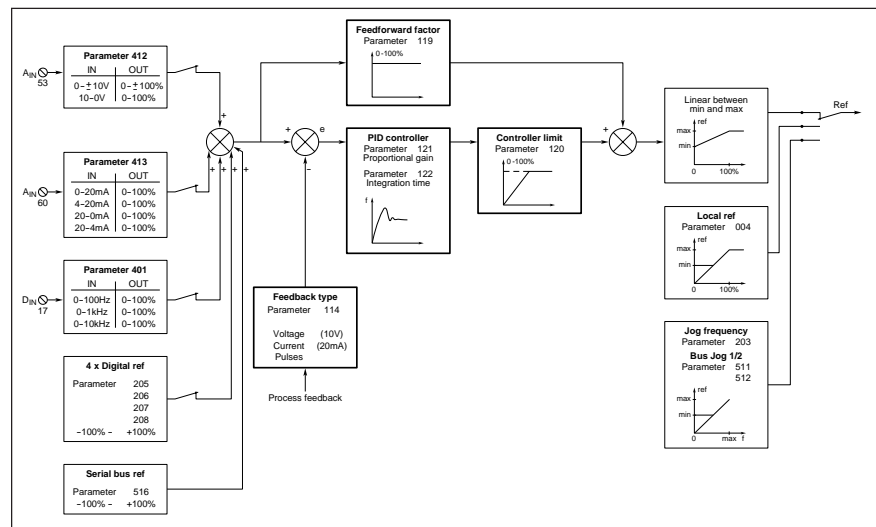 Feedforward factor
Parameter 119
0-100%
Parameter 412
IN OUT
0-±10V 0-±100%
10-0V 0-100%
AIN
53
+
Parameter 413
IN OUT
0-20mA 0-100%
4-20mA 0-100%
20-0mA 0-100%
20-4mA 0-100%
AIN
60
+ + + +
Parameter 401
IN OUT
0-100Hz 0-100%
0-1kHz 0-100%
0-10kHz 0-100%
DIN
17
4 x Digital ref
Parameter 205
206
207
208
-100% - +100%
Serial bus ref
Parameter 516
-100% - +100%
+ e
-
PID controller
Parameter 121
Proportional gain
Parameter 122
Integration time
f
Controller limit
Parameter 120
0-100%
+
+
Feedback type
Parameter 114
Voltage (10V)
Current (20mA)
Pulses
Process feedback
Linear between
min and max
ref
max
min
0 100%
Ref
Local ref
Parameter 004
ref
max
min
0 100%
Jog frequency
Parameter 203
Bus Jog 1/2
Parameter 511
512
ref
max
min
0 max f